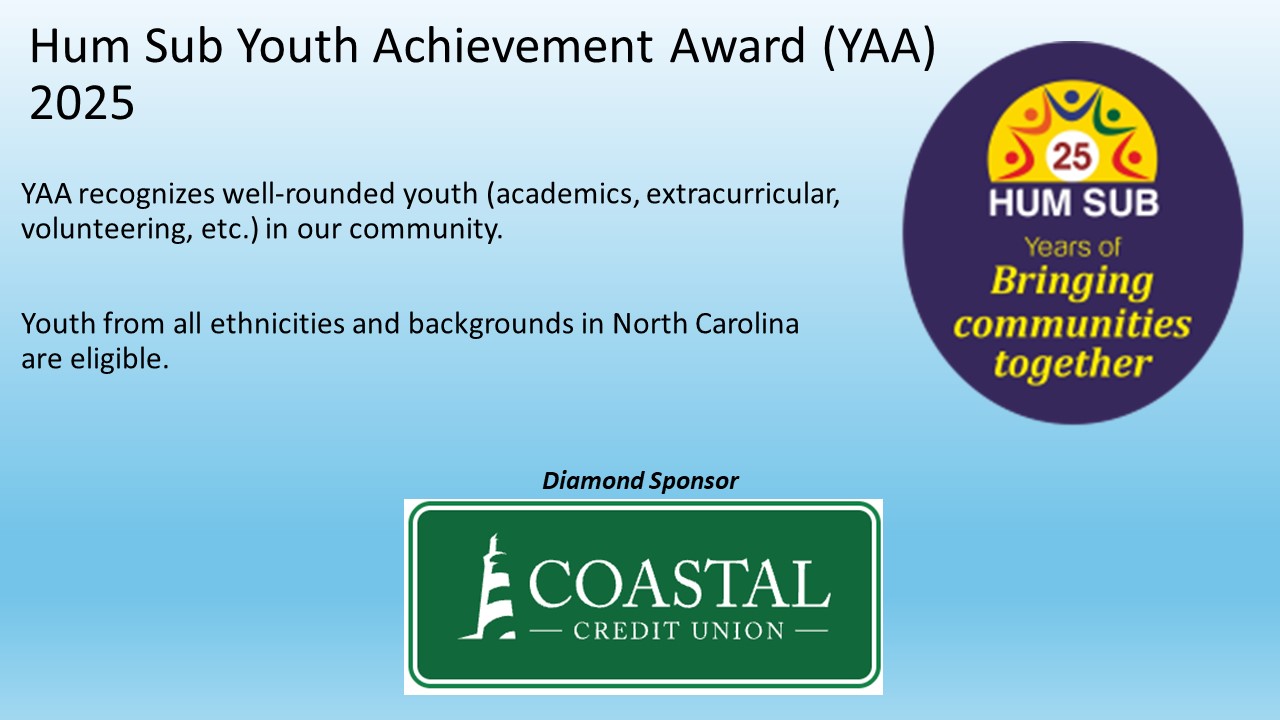 Hum Sub Youth Achievement Award (YAA)
2025
YAA recognizes well-rounded youth (academics, extracurricular,
volunteering, etc.) in our community.
Youth from all ethnicities and backgrounds in North Carolina
are eligible.
25
HUM SUB
Years of
Bringing
communities
together
Diamond Sponsor
COASTAL
CREDIT UNION